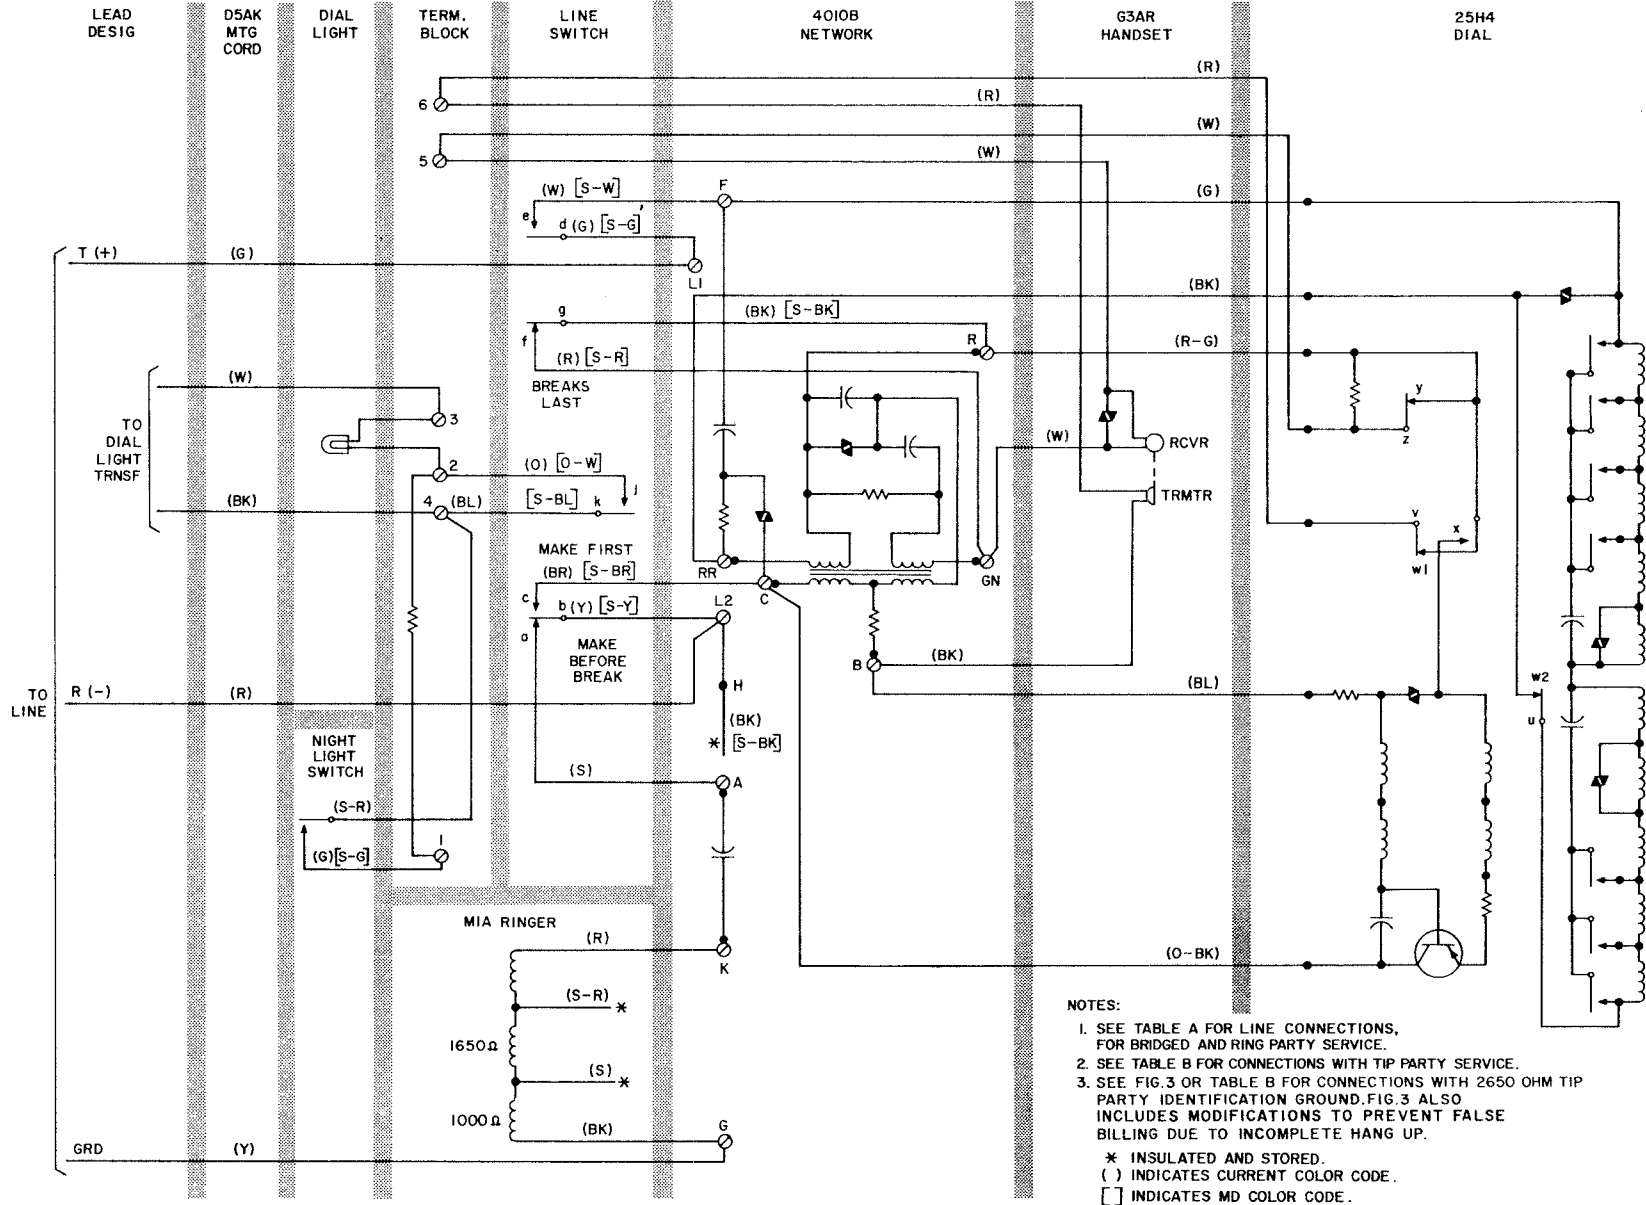 LEAD
DESIG
D5AK
MTG
CORD
DIAL
LIGHT
TERM.
BLOCK
LINE
SWITCH
4010B
NETWORK
G3AR
HANDSET
25H4
DIAL
(R)
6
(R)
(W)
5
(W)
(W) [S-W]
F
(G)
e
d (G) [S-G]'
T (+)
(G)
L1
(BK)
g
(BK) [S-BK]
f
R
(R-G)
(R) [S-R]
BREAKS
LAST
(W)
y
3
TO
DIAL
LIGHT
TRNSF
z
(W)
RCVR
2
(O) [O-W]
j
(BK)
4
(BL)
[S-BL]
k
TRMTR
v
x
MAKE FIRST
w1
RR
(BR) [S-BR]
GN
c
C
b (Y) [S-Y]
L2
a
MAKE
BEFORE
BREAK
B
(BK)
w2
TO
LINE
R (-)
(R)
H
(BL)
u
(BK)
* [S-BK]
NIGHT
LIGHT
SWITCH
(S)
A
(S-R)
1
(G)[S-G]
MIA RINGER
(R)
K
(O-BK)
(S-R) *
1650Ω
(S) *
1000Ω
(BK)
G
GRD
(Y)
NOTES:
1. SEE TABLE A FOR LINE CONNECTIONS,
FOR BRIDGED AND RING PARTY SERVICE.
2. SEE TABLE B FOR CONNECTIONS WITH TIP PARTY SERVICE.
3. SEE FIG.3 OR TABLE B FOR CONNECTIONS WITH 2650 OHM TIP
PARTY IDENTIFICATION GROUND.FIG.3 ALSO
INCLUDES MODIFICATIONS TO PREVENT FALSE
BILLING DUE TO INCOMPLETE HANG UP.
* INSULATED AND STORED.
( ) INDICATES CURRENT COLOR CODE.
[ ] INDICATES MD COLOR CODE.